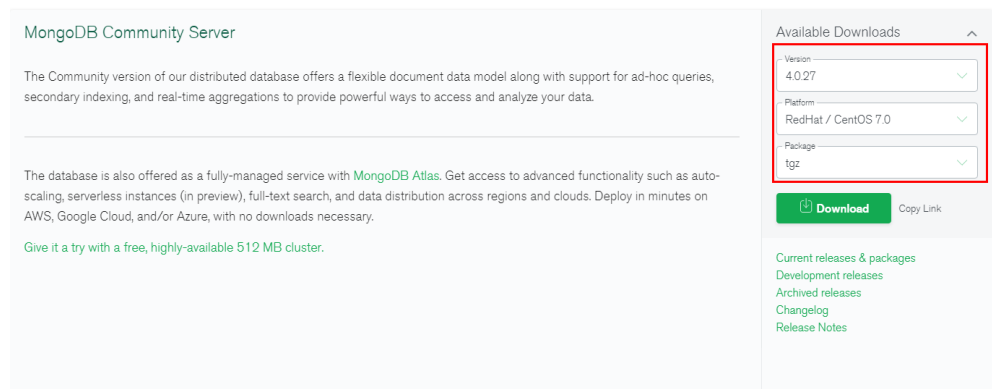 MongoDB Community Server
The Community version of our distributed database offers a flexible document data model along with support for ad-hoc queries,
secondary indexing, and real-time aggregations to provide powerful ways to access and analyze your data.
The database is also offered as a fully-managed service with MongoDB Atlas. Get access to advanced functionality such as auto-
scaling, serverless instances (in preview), full-text search, and data distribution across regions and clouds. Deploy in minutes on
AWS, Google Cloud, and/or Azure, with no downloads necessary.
Give it a try with a free, highly-available 512 MB cluster.
Available Downloads
Version
4.0.27
Platform
RedHat / CentOS 7.0
Package
tgz
Download Copy Link
Current releases & packages
Development releases
Archived releases
Changelog
Release Notes